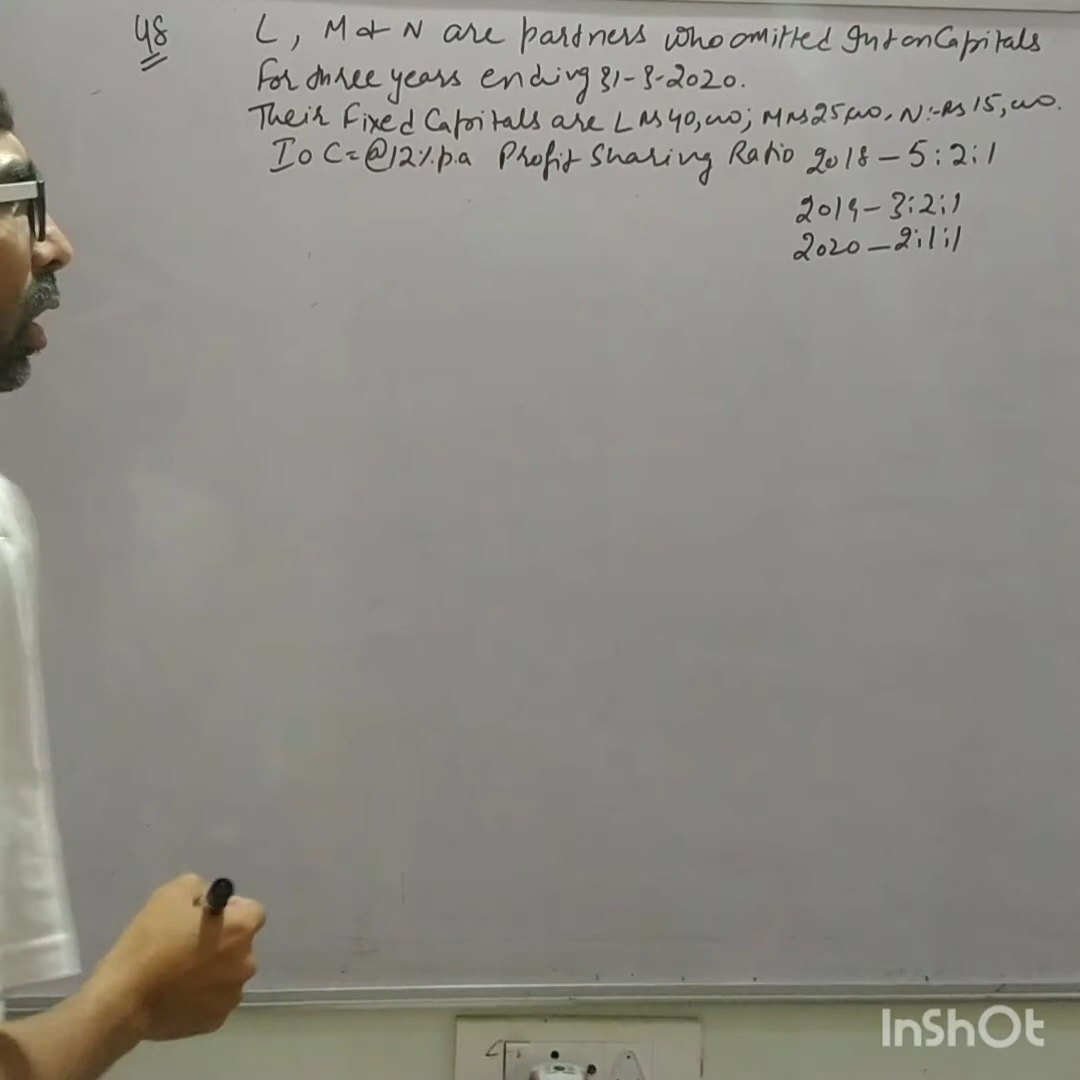 48 L, M & N are partners who omitted Int on Capitals
for three years ending 31-3-2020.
Their Fixed Capitals are L Rs 40,000; M Rs 25,000, N:-Rs 15,000.
IoC = @12%p.a Profit Sharing Ratio 2018 - 5:2:1
2019 - 3:2:1
2020 - 2:1:1
InShOt